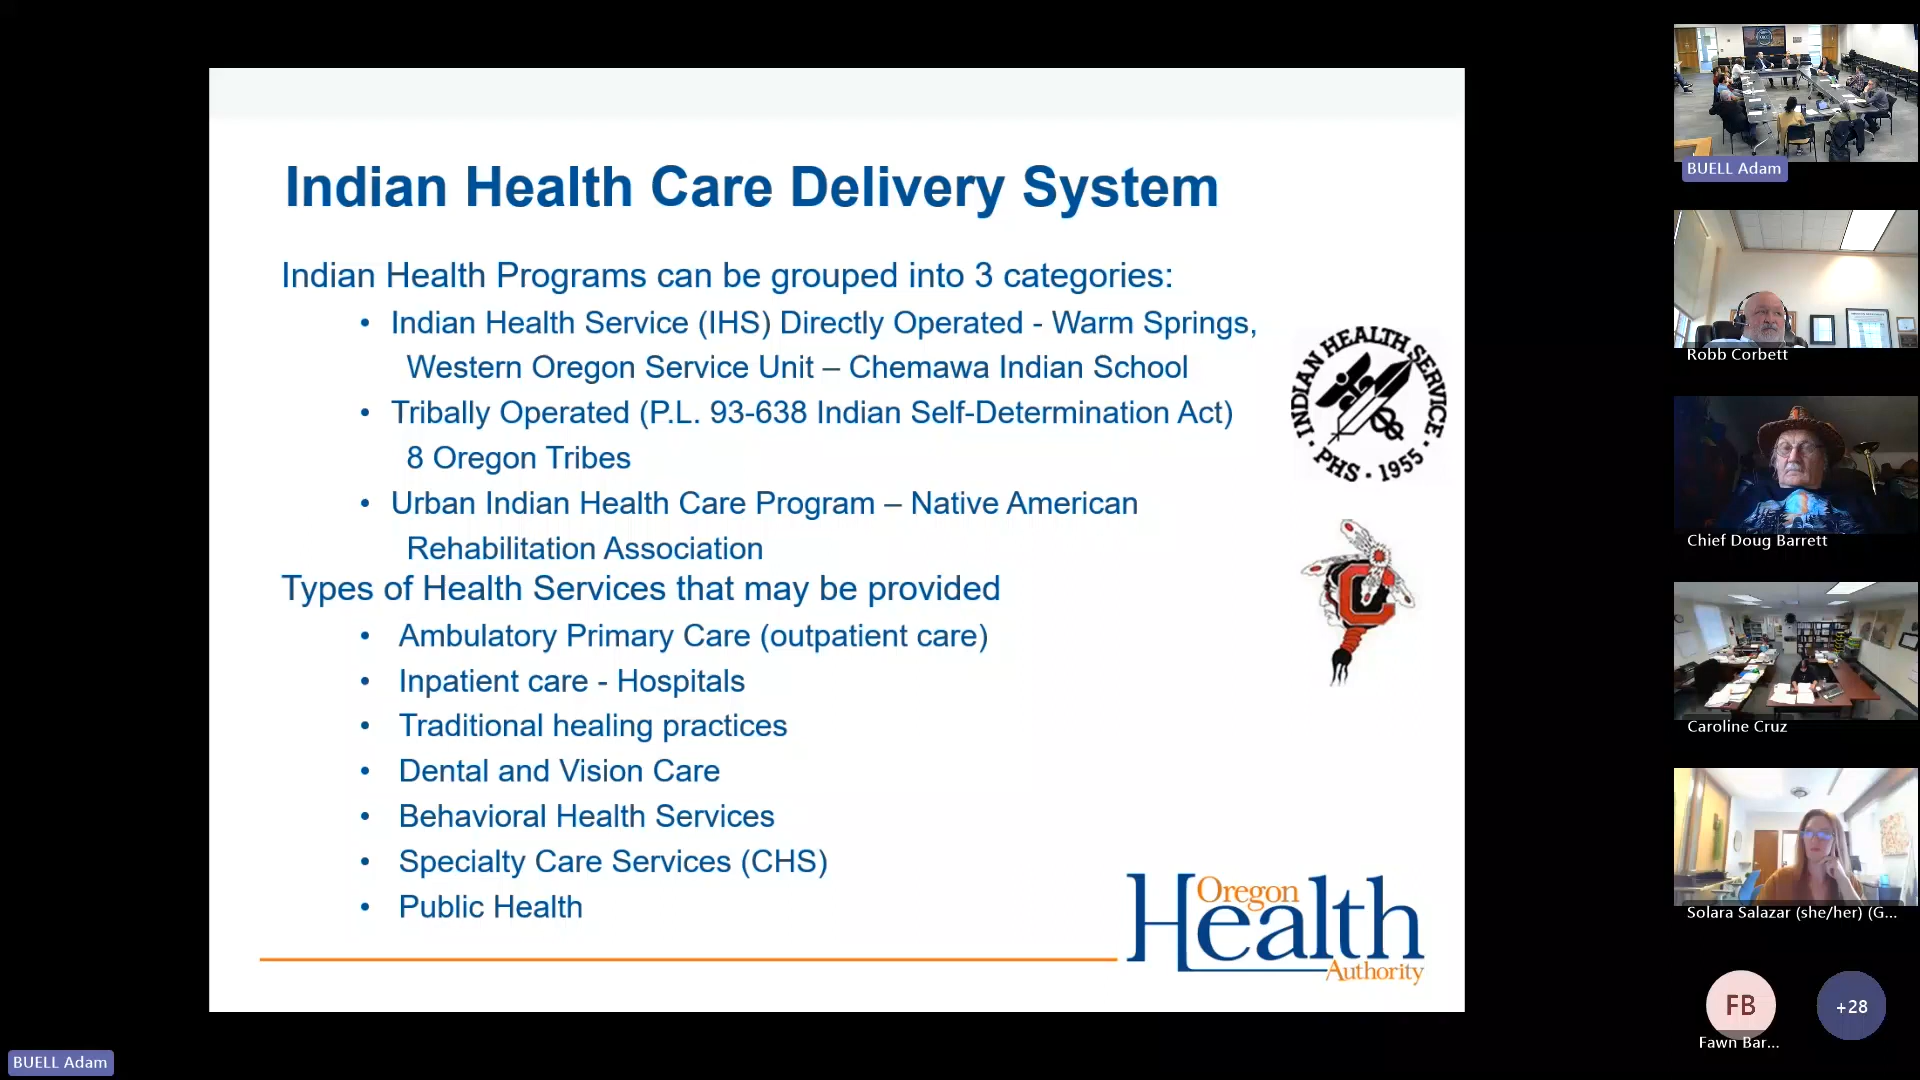 Indian Health Care Delivery System
Indian Health Programs can be grouped into 3 categories:
• Indian Health Service (IHS) Directly Operated - Warm Springs,
Western Oregon Service Unit – Chemawa Indian School
• Tribally Operated (P.L. 93-638 Indian Self-Determination Act)
8 Oregon Tribes
• Urban Indian Health Care Program – Native American
Rehabilitation Association
Types of Health Services that may be provided
• Ambulatory Primary Care (outpatient care)
• Inpatient care - Hospitals
• Traditional healing practices
• Dental and Vision Care
• Behavioral Health Services
• Specialty Care Services (CHS)
• Public Health
INDIAN HEALTH SERVICE
· PHS · 1955 ·
C
Oregon
Health
Authority
BUELL Adam
Robb Corbett
Chief Doug Barrett
Caroline Cruz
Solara Salazar (she/her) (G...
FB
+28
Fawn Bar...
BUELL Adam